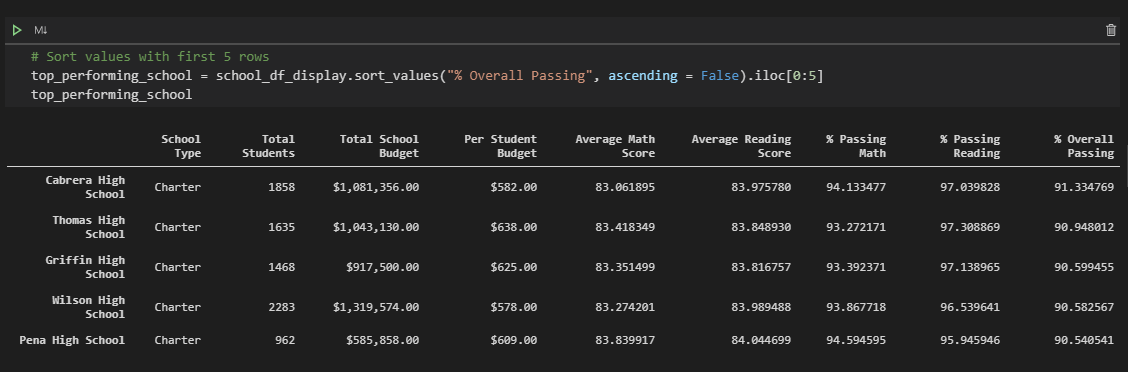 M↓
# Sort values with first 5 rows
top_performing_school = school_df_display.sort_values("% Overall Passing", ascending = False).iloc[0:5]
top_performing_school
School Type Total Students Total School Budget Per Student Budget Average Math Score Average Reading Score % Passing Math % Passing Reading % Overall Passing
Cabrera High School Charter 1858 $1,081,356.00 $582.00 83.061895 83.975780 94.133477 97.039828 91.334769
Thomas High School Charter 1635 $1,043,130.00 $638.00 83.418349 83.848930 93.272171 97.308869 90.948012
Griffin High School Charter 1468 $917,500.00 $625.00 83.351499 83.816757 93.392371 97.138965 90.599455
Wilson High School Charter 2283 $1,319,574.00 $578.00 83.274201 83.989488 93.867718 96.539641 90.582567
Pena High School Charter 962 $585,858.00 $609.00 83.839917 84.044699 94.594595 95.945946 90.540541